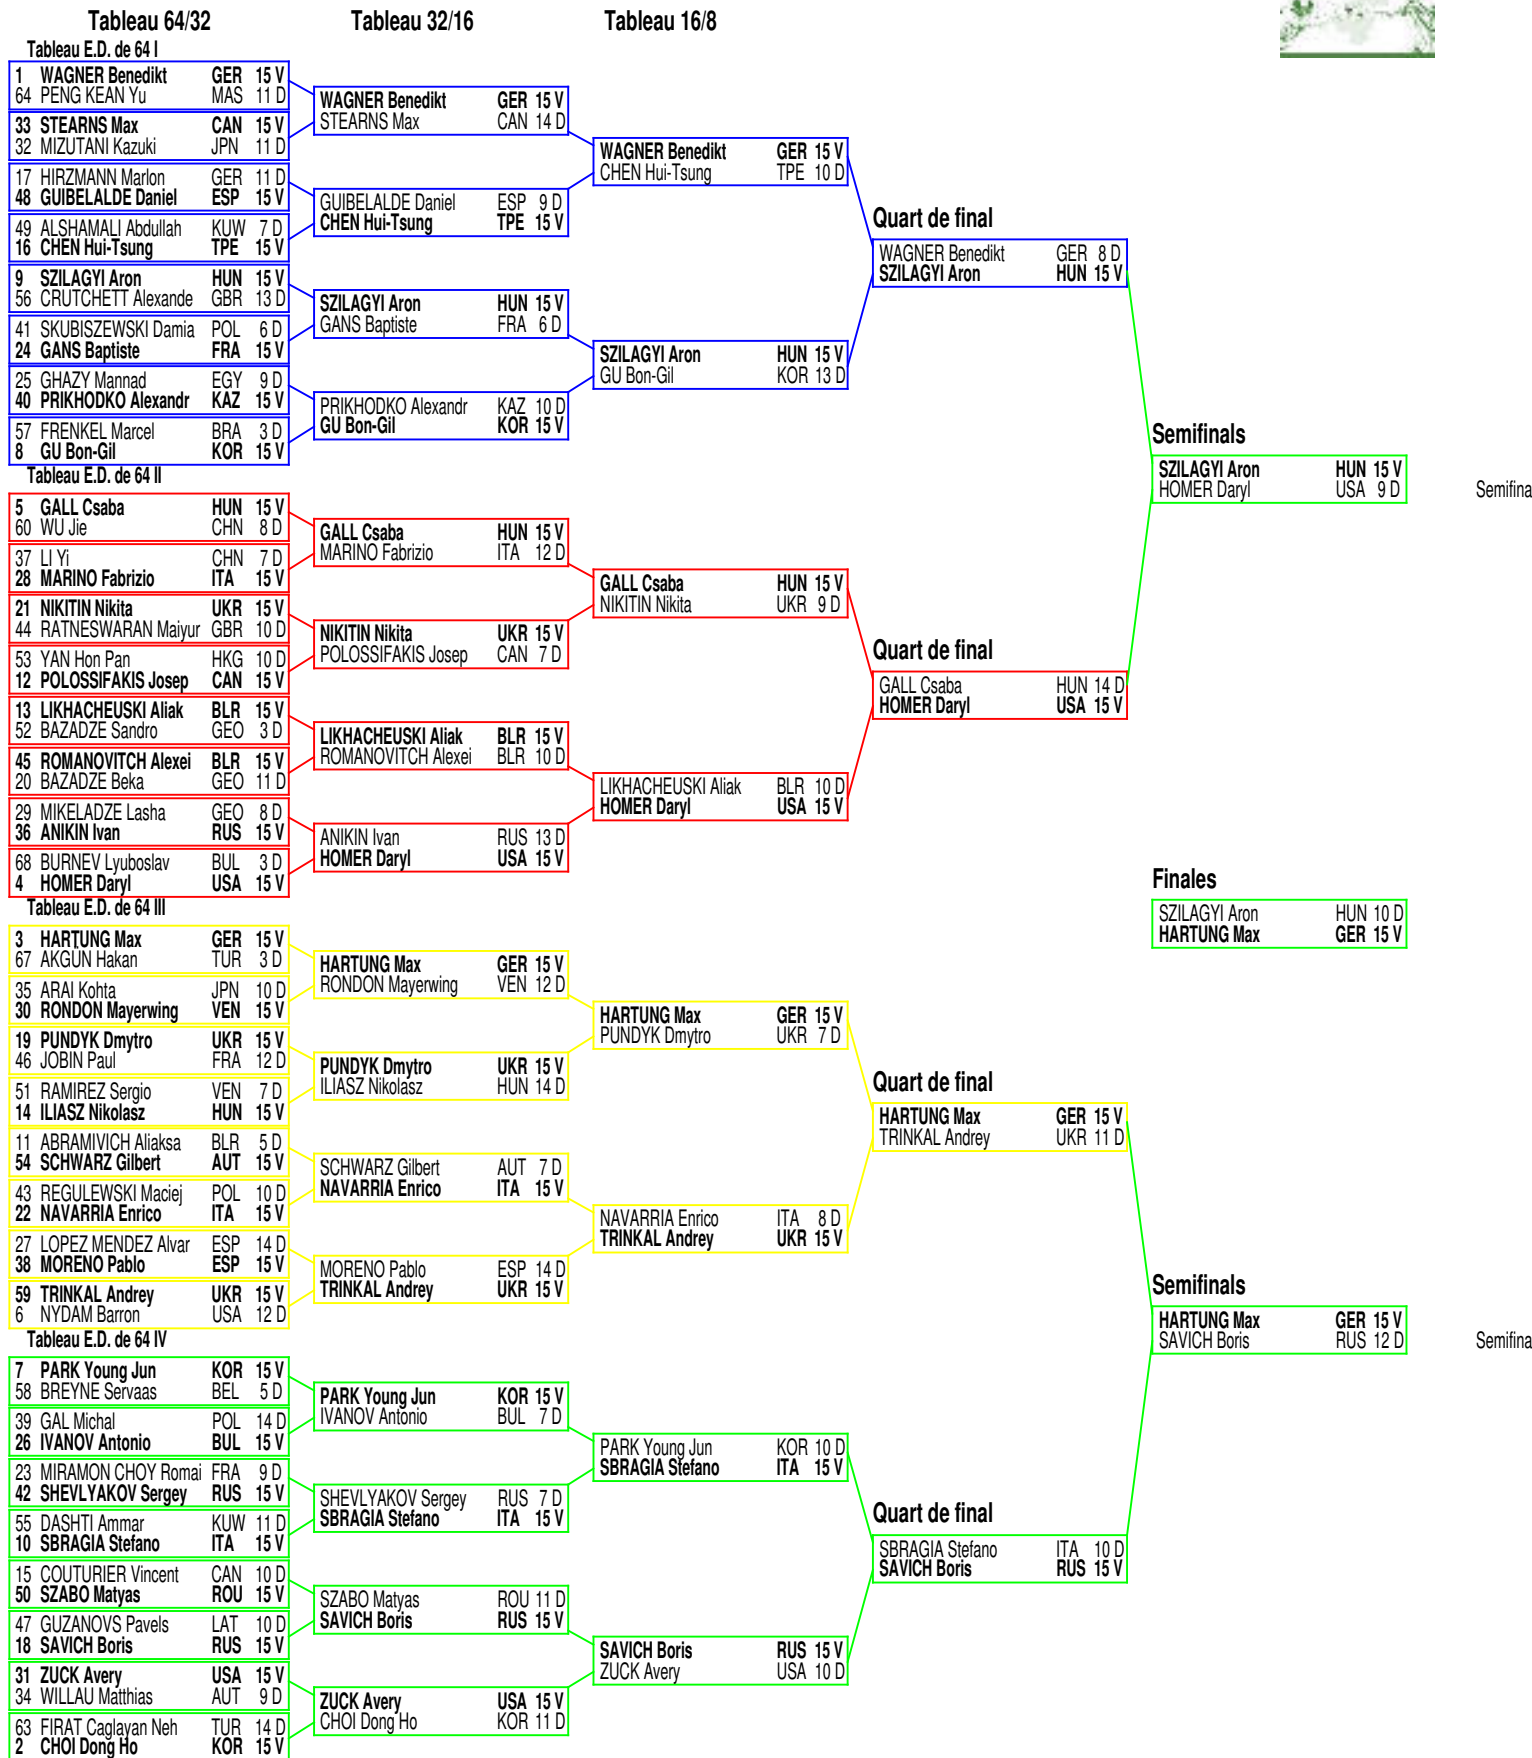 Tableau 64/32 Tableau 32/16 Tableau 16/8
Tableau E.D. de 64 I
1 WAGNER Benedikt GER 15 V
64 PENG KEAN Yu MAS 11 D
33 STEARNS Max CAN 15 V
32 MIZUTANI Kazuki JPN 11 D
17 HIRZMANN Marlon GER 11 D
48 GUIBELALDE Daniel ESP 15 V
49 ALSHAMALI Abdullah KUW 7 D
16 CHEN Hui-Tsung TPE 15 V
9 SZILAGYI Aron HUN 15 V
56 CRUTCHETT Alexande GBR 13 D
41 SKUBISZEWSKI Damia POL 6 D
24 GANS Baptiste FRA 15 V
25 GHAZY Mannad EGY 9 D
40 PRIKHODKO Alexandr KAZ 15 V
57 FRENKEL Marcel BRA 3 D
8 GU Bon-Gil KOR 15 V
Tableau E.D. de 64 II
5 GALL Csaba HUN 15 V
60 WU Jie CHN 8 D
37 LI Yi CHN 7 D
28 MARINO Fabrizio ITA 15 V
21 NIKITIN Nikita UKR 15 V
44 RATNESWARAN Maiyur GBR 10 D
53 YAN Hon Pan HKG 10 D
12 POLOSSIFAKIS Josep CAN 15 V
13 LIKHACHEUSKI Aliak BLR 15 V
52 BAZADZE Sandro GEO 3 D
45 ROMANOVITCH Alexei BLR 15 V
20 BAZADZE Beka GEO 11 D
29 MIKELADZE Lasha GEO 8 D
36 ANIKIN Ivan RUS 15 V
68 BURNEV Lyuboslav BUL 3 D
4 HOMER Daryl USA 15 V
Tableau E.D. de 64 III
3 HARTUNG Max GER 15 V
67 AKGÜN Hakan TUR 3 D
35 ARAI Kohta JPN 10 D
30 RONDON Mayerwing VEN 15 V
19 PUNDYK Dmytro UKR 15 V
46 JOBIN Paul FRA 12 D
51 RAMIREZ Sergio VEN 7 D
14 ILIASZ Nikolasz HUN 15 V
11 ABRAMIVICH Aliaksa BLR 5 D
54 SCHWARZ Gilbert AUT 15 V
43 REGULEWSKI Maciej POL 10 D
22 NAVARRIA Enrico ITA 15 V
27 LOPEZ MENDEZ Alvar ESP 14 D
38 MORENO Pablo ESP 15 V
59 TRINKAL Andrey UKR 15 V
6 NYDAM Barron USA 12 D
Tableau E.D. de 64 IV
7 PARK Young Jun KOR 15 V
58 BREYNE Servaas BEL 5 D
39 GAL Michal POL 14 D
26 IVANOV Antonio BUL 15 V
23 MIRAMON CHOY Romai FRA 9 D
42 SHEVLYAKOV Sergey RUS 15 V
55 DASHTI Ammar KUW 11 D
10 SBRAGIA Stefano ITA 15 V
15 COUTURIER Vincent CAN 10 D
50 SZABO Matyas ROU 15 V
47 GUZANOVS Pavels LAT 10 D
18 SAVICH Boris RUS 15 V
31 ZUCK Avery USA 15 V
34 WILLAU Matthias AUT 9 D
63 FIRAT Caglayan Neh TUR 14 D
2 CHOI Dong Ho KOR 15 V
WAGNER Benedikt GER 15 V
STEARNS Max CAN 14 D
GUIBELALDE Daniel ESP 9 D
CHEN Hui-Tsung TPE 15 V
SZILAGYI Aron HUN 15 V
GANS Baptiste FRA 6 D
PRIKHODKO Alexandr KAZ 10 D
GU Bon-Gil KOR 15 V
GALL Csaba HUN 15 V
MARINO Fabrizio ITA 12 D
NIKITIN Nikita UKR 15 V
POLOSSIFAKIS Josep CAN 7 D
LIKHACHEUSKI Aliak BLR 15 V
ROMANOVITCH Alexei BLR 10 D
ANIKIN Ivan RUS 13 D
HOMER Daryl USA 15 V
HARTUNG Max GER 15 V
RONDON Mayerwing VEN 12 D
PUNDYK Dmytro UKR 15 V
ILIASZ Nikolasz HUN 14 D
SCHWARZ Gilbert AUT 7 D
NAVARRIA Enrico ITA 15 V
MORENO Pablo ESP 14 D
TRINKAL Andrey UKR 15 V
PARK Young Jun KOR 15 V
IVANOV Antonio BUL 7 D
SHEVLYAKOV Sergey RUS 7 D
SBRAGIA Stefano ITA 15 V
SZABO Matyas ROU 11 D
SAVICH Boris RUS 15 V
ZUCK Avery USA 15 V
CHOI Dong Ho KOR 11 D
WAGNER Benedikt GER 15 V
CHEN Hui-Tsung TPE 10 D
SZILAGYI Aron HUN 15 V
GU Bon-Gil KOR 13 D
GALL Csaba HUN 15 V
NIKITIN Nikita UKR 9 D
LIKHACHEUSKI Aliak BLR 10 D
HOMER Daryl USA 15 V
HARTUNG Max GER 15 V
PUNDYK Dmytro UKR 7 D
NAVARRIA Enrico ITA 8 D
TRINKAL Andrey UKR 15 V
PARK Young Jun KOR 10 D
SBRAGIA Stefano ITA 15 V
SAVICH Boris RUS 15 V
ZUCK Avery USA 10 D
Quart de final
WAGNER Benedikt GER 8 D
SZILAGYI Aron HUN 15 V
Quart de final
GALL Csaba HUN 14 D
HOMER Daryl USA 15 V
Quart de final
HARTUNG Max GER 15 V
TRINKAL Andrey UKR 11 D
Quart de final
SBRAGIA Stefano ITA 10 D
SAVICH Boris RUS 15 V
Semifinals
SZILAGYI Aron HUN 15 V
HOMER Daryl USA 9 D
Semifina
Finales
SZILAGYI Aron HUN 10 D
HARTUNG Max GER 15 V
Semifinals
HARTUNG Max GER 15 V
SAVICH Boris RUS 12 D
Semifina